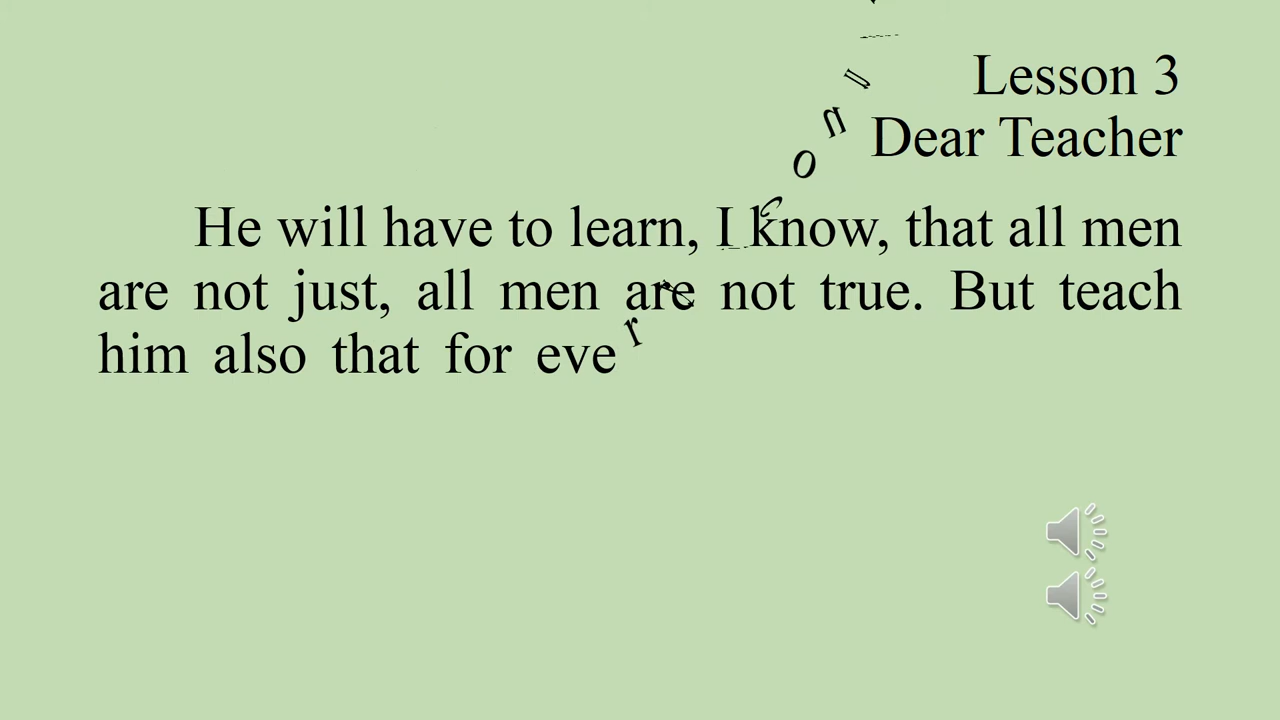 Lesson 3
Dear Teacher
He will have to learn, I know, that all men
are not just, all men are not true. But teach
him also that for ever